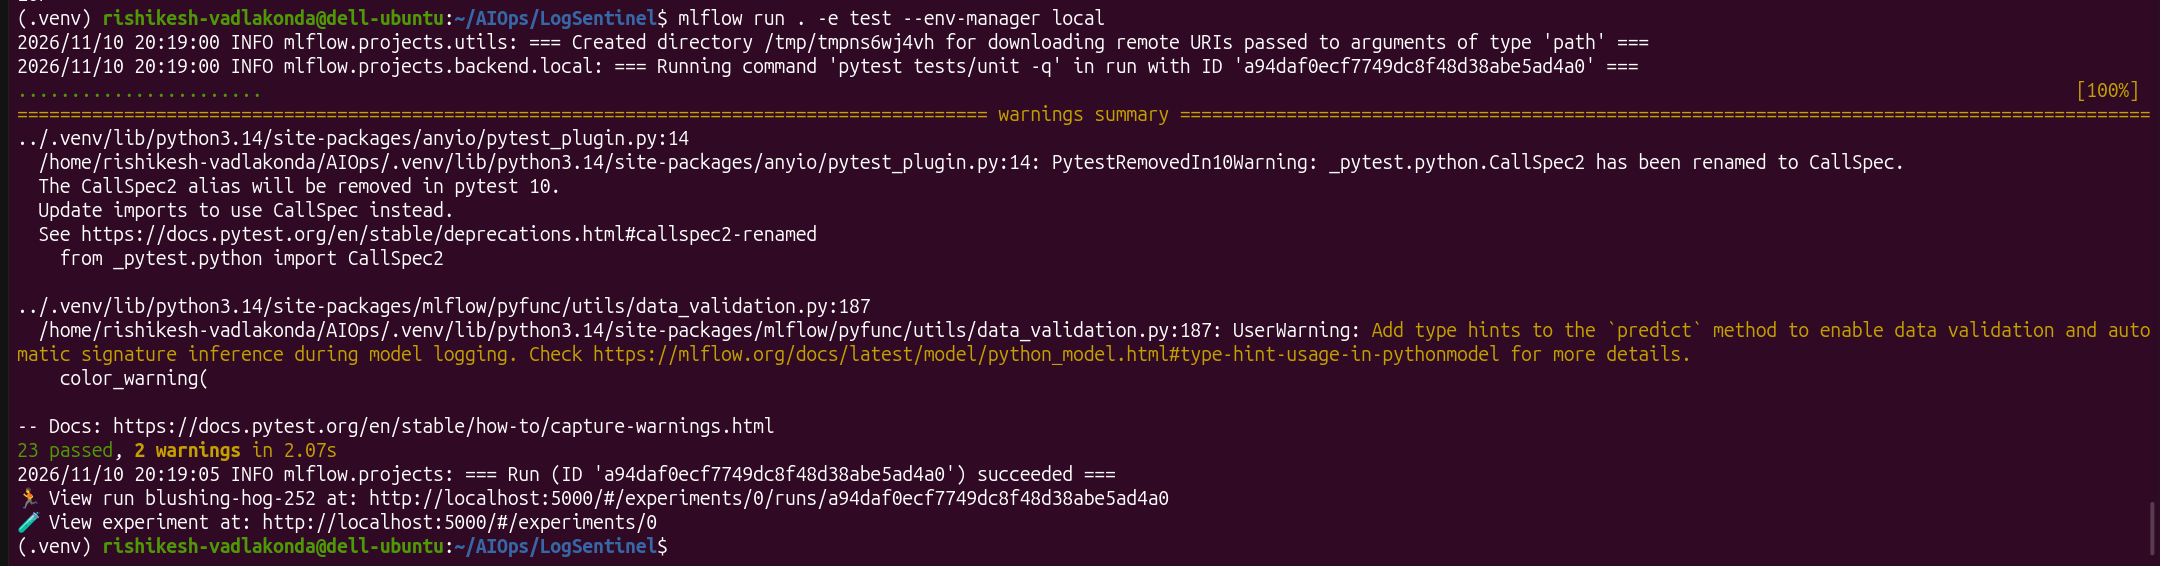 (.venv) rishikesh-vadlakonda@dell-ubuntu:~/AIOps/LogSentinel$ mlflow run . -e test --env-manager local
2026/11/10 20:19:00 INFO mlflow.projects.utils: === Created directory /tmp/tmpns6wj4vh for downloading remote URIs passed to arguments of type 'path' ===
2026/11/10 20:19:00 INFO mlflow.projects.backend.local: === Running command 'pytest tests/unit -q' in run with ID 'a94daf0ecf7749dc8f48d38abe5ad4a0' ===
....................... [100%]
=========================================================================================== warnings summary ===========================================================================================
../.venv/lib/python3.14/site-packages/anyio/pytest_plugin.py:14
  /home/rishikesh-vadlakonda/AIOps/.venv/lib/python3.14/site-packages/anyio/pytest_plugin.py:14: PytestRemovedIn10Warning: _pytest.python.CallSpec2 has been renamed to CallSpec.
  The CallSpec2 alias will be removed in pytest 10.
  Update imports to use CallSpec instead.
  See https://docs.pytest.org/en/stable/deprecations.html#callspec2-renamed
    from _pytest.python import CallSpec2
../.venv/lib/python3.14/site-packages/mlflow/pyfunc/utils/data_validation.py:187
  /home/rishikesh-vadlakonda/AIOps/.venv/lib/python3.14/site-packages/mlflow/pyfunc/utils/data_validation.py:187: UserWarning: Add type hints to the `predict` method to enable data validation and auto
matic signature inference during model logging. Check https://mlflow.org/docs/latest/model/python_model.html#type-hint-usage-in-pythonmodel for more details.
    color_warning(
-- Docs: https://docs.pytest.org/en/stable/how-to/capture-warnings.html
23 passed, 2 warnings in 2.07s
2026/11/10 20:19:05 INFO mlflow.projects: === Run (ID 'a94daf0ecf7749dc8f48d38abe5ad4a0') succeeded ===
🏃 View run blushing-hog-252 at: http://localhost:5000/#/experiments/0/runs/a94daf0ecf7749dc8f48d38abe5ad4a0
🧪 View experiment at: http://localhost:5000/#/experiments/0
(.venv) rishikesh-vadlakonda@dell-ubuntu:~/AIOps/LogSentinel$